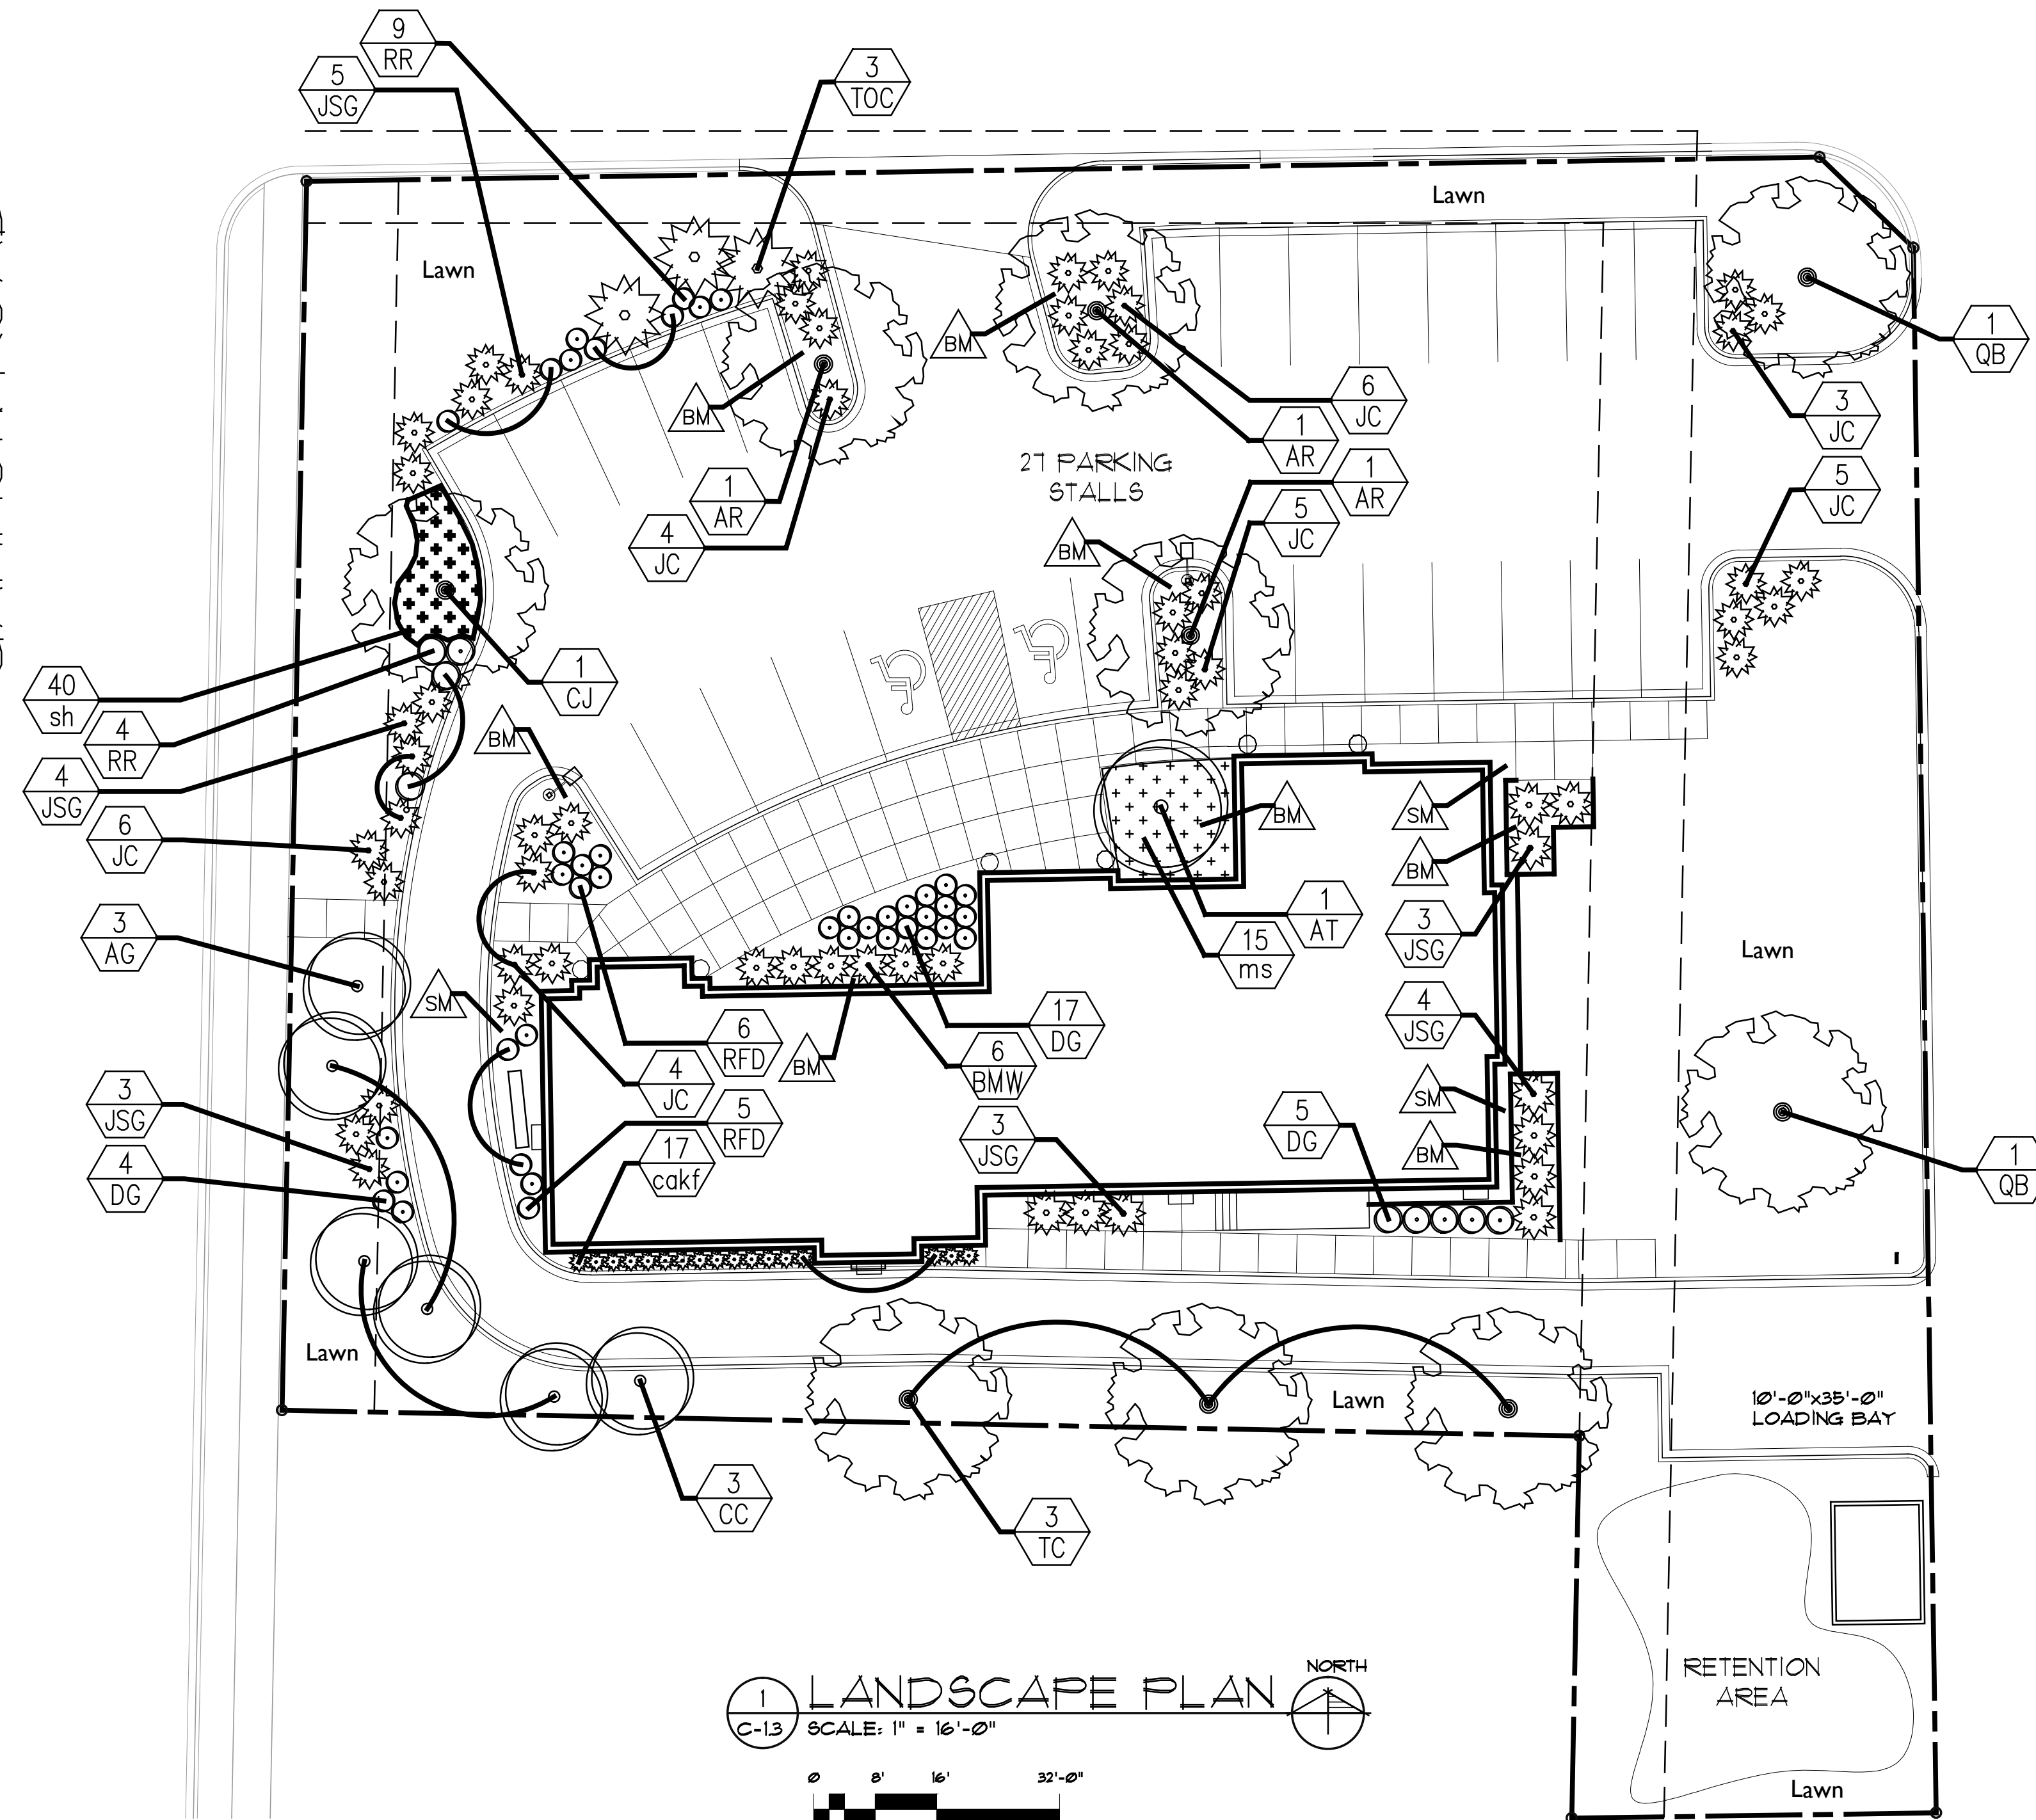 9
RR
5
JSG
3
TOC
Lawn
Lawn
1
QB
BM
BM
6
JC
3
JC
1
AR
1
AR
27 PARKING
STALLS
1
AR
5
JC
4
JC
5
JC
BM
40
sh
1
CJ
4
RR
BM
4
JSG
6
JC
BM
SM
BM
3
AG
1
AT
3
JSG
15
ms
Lawn
SM
17
DG
4
JSG
6
RFD
BM
6
BMW
4
JC
3
JSG
5
RFD
SM
5
DG
BM
3
JSG
17
cakf
4
DG
1
QB
Lawn
Lawn
10'-0"x35'-0"
LOADING BAY
3
CC
3
TC
RETENTION
AREA
1
C-1.3
LANDSCAPE PLAN
NORTH
SCALE: 1" = 16'-0"
0 8' 16' 32'-0"
Lawn